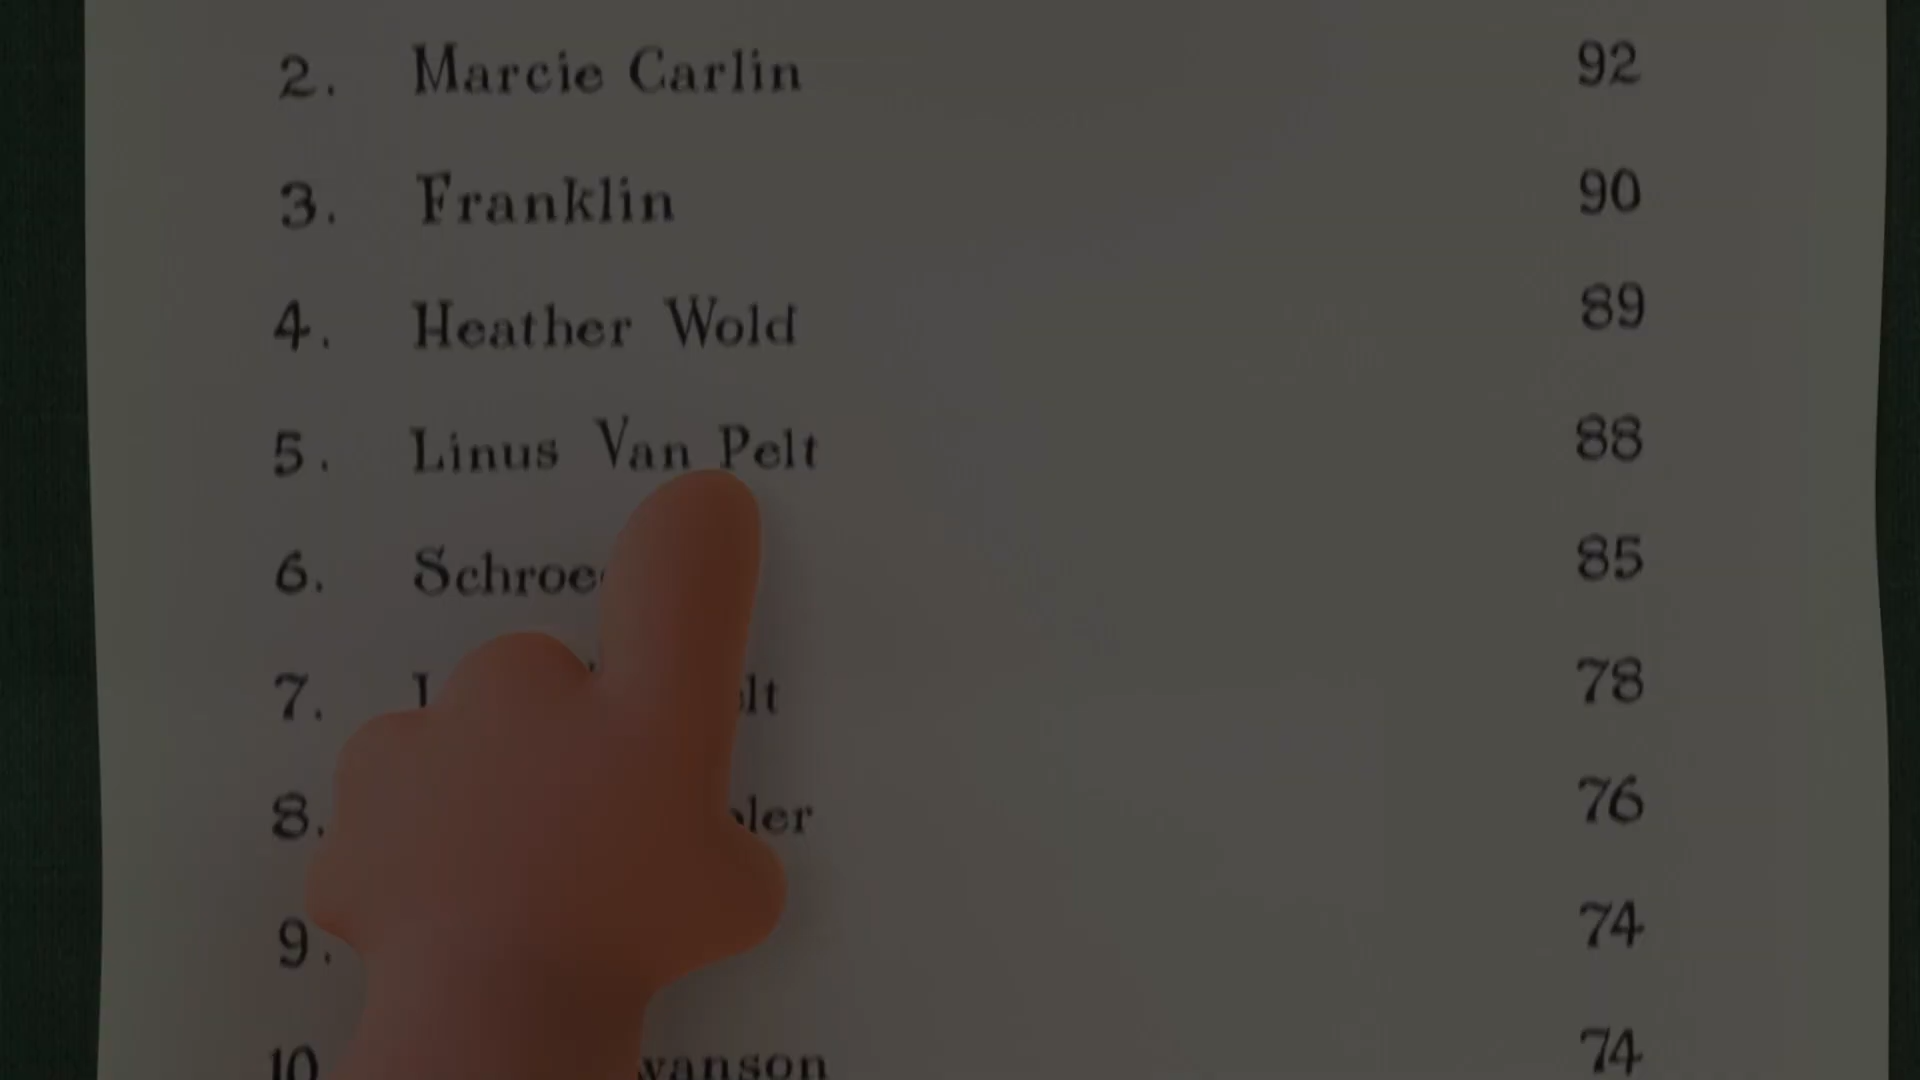 2. Marcie Carlin 92
3. Franklin 90
4. Heather Wold 89
5. Linus Van Pelt 88
6. 85
7. 78
8. 76
9. 74
10 74